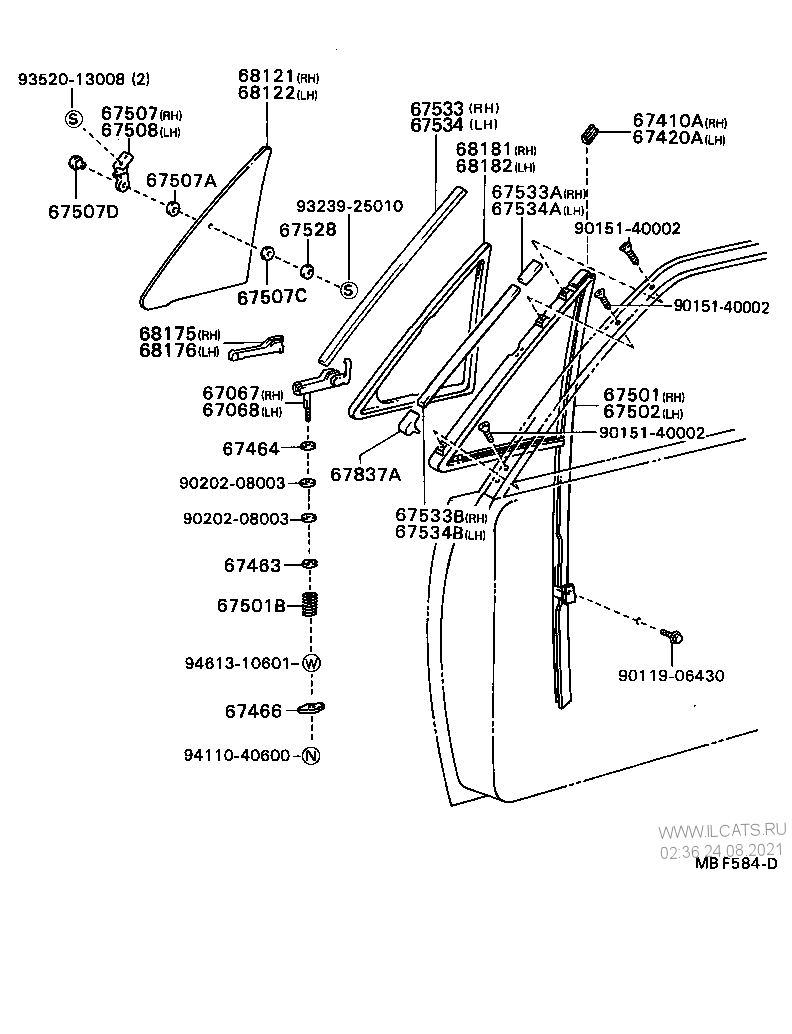 93520-13008 (2)
68121(RH)
68122(LH)
67507(RH)
67508(LH)
67533 (RH)
67534 (LH)
67410A(RH)
67420A(LH)
68181(RH)
68182(LH)
67507A
67533A(RH)
67534A(LH)
67507D
93239-25010
67528
90151-40002
67507C
90151-40002
68175(RH)
68176(LH)
67067(RH)
67068(LH)
67501(RH)
67502(LH)
90151-40002
67464
67837A
90202-08003
90202-08003
67533B(RH)
67534B(LH)
67463
67501B
94613-10601
W
90119-06430
67466
94110-40600
N
S
S
WWW.ILCATS.RU
02:36 24.08.2021
MB F584-D